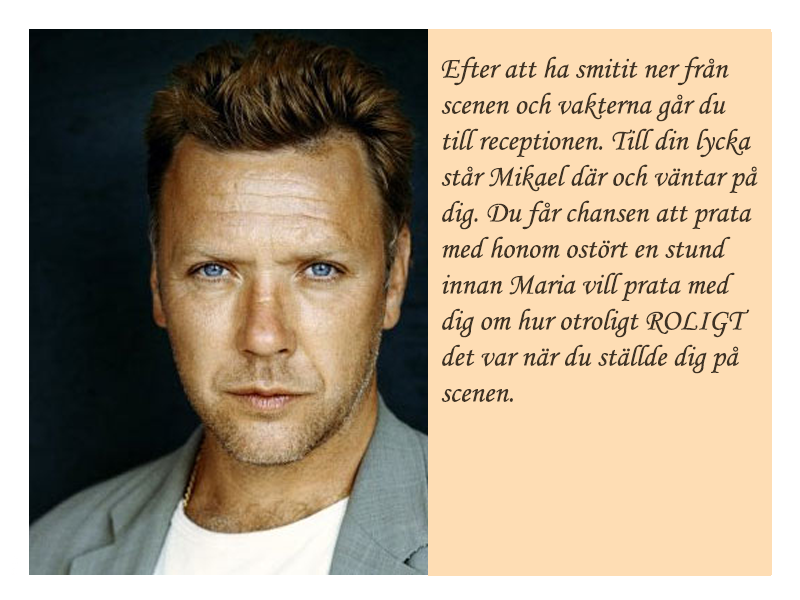 Efter att ha smitit ner från
scenen och vakterna går du
till receptionen. Till din lycka
står Mikael där och väntar på
dig. Du får chansen att prata
med honom ostört en stund
innan Maria vill prata med
dig om hur otroligt ROLIGT
det var när du ställde dig på
scenen.